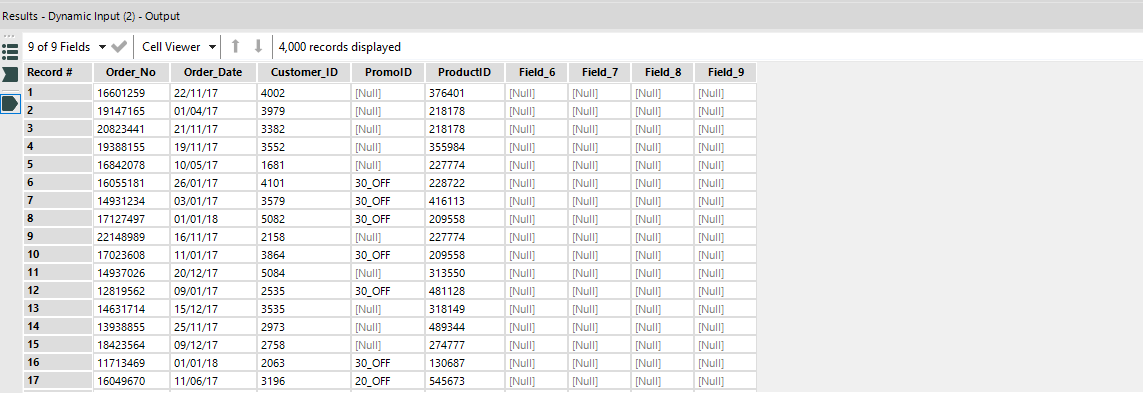 Results - Dynamic Input (2) - Output
9 of 9 Fields Cell Viewer 4,000 records displayed
Record # Order_No Order_Date Customer_ID PromoID ProductID Field_6 Field_7 Field_8 Field_9
1 16601259 22/11/17 4002 [Null] 376401 [Null] [Null] [Null] [Null]
2 19147165 01/04/17 3979 [Null] 218178 [Null] [Null] [Null] [Null]
3 20823441 21/11/17 3382 [Null] 218178 [Null] [Null] [Null] [Null]
4 19388155 19/11/17 3552 [Null] 355984 [Null] [Null] [Null] [Null]
5 16842078 10/05/17 1681 [Null] 227774 [Null] [Null] [Null] [Null]
6 16055181 26/01/17 4101 30_OFF 228722 [Null] [Null] [Null] [Null]
7 14931234 03/01/17 3579 30_OFF 416113 [Null] [Null] [Null] [Null]
8 17127497 01/01/18 5082 30_OFF 209558 [Null] [Null] [Null] [Null]
9 22148989 16/11/17 2158 [Null] 227774 [Null] [Null] [Null] [Null]
10 17023608 11/01/17 3864 30_OFF 209558 [Null] [Null] [Null] [Null]
11 14937026 20/12/17 5084 [Null] 313550 [Null] [Null] [Null] [Null]
12 12819562 09/01/17 2535 30_OFF 481128 [Null] [Null] [Null] [Null]
13 14631714 15/12/17 3535 [Null] 318149 [Null] [Null] [Null] [Null]
14 13938855 25/11/17 2973 [Null] 489344 [Null] [Null] [Null] [Null]
15 18423564 09/12/17 2758 [Null] 274777 [Null] [Null] [Null] [Null]
16 11713469 01/01/18 2063 30_OFF 130687 [Null] [Null] [Null] [Null]
17 16049670 11/06/17 3196 20_OFF 545673 [Null] [Null] [Null] [Null]